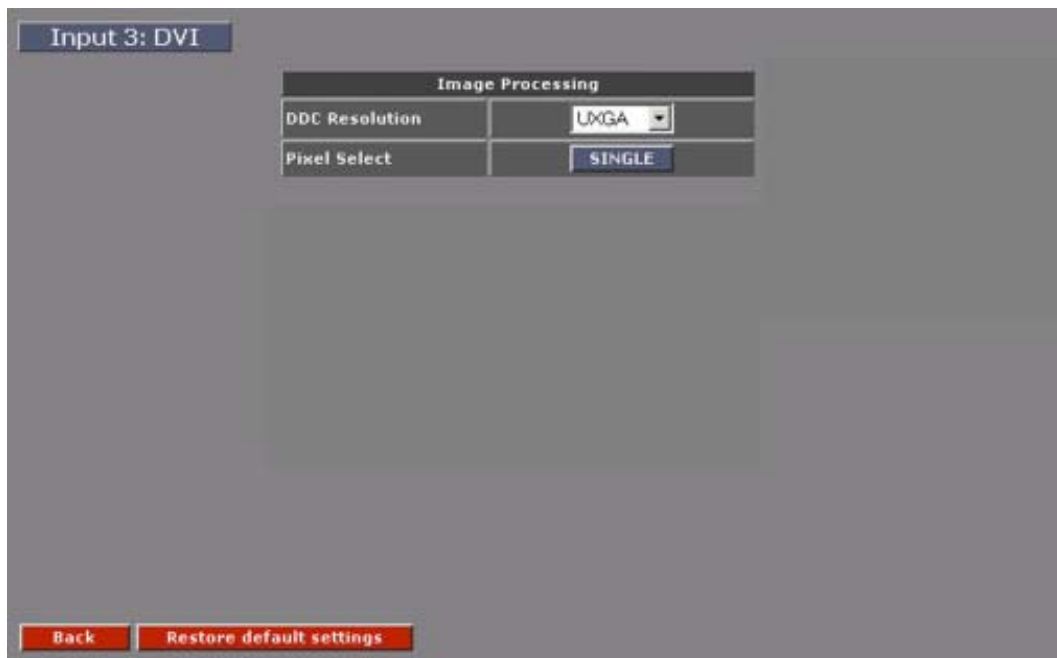 Input 3: DVI
Image Processing
DDC Resolution UXGA
Pixel Select SINGLE
Back Restore default settings